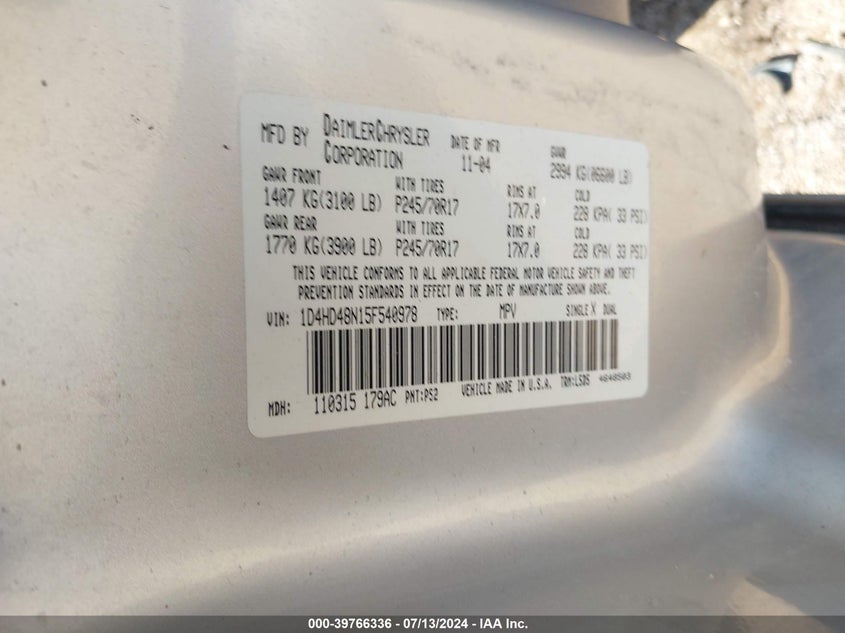 MFD BY DAIMLERCHRYSLER CORPORATION DATE OF MFR 11-04 GVWR 2994 KG(06600 LB)
GAWR FRONT WITH TIRES RIMS AT COLD
1407 KG(3100 LB) P245/70R17 17X7.0 228 KPA( 33 PSI)
GAWR REAR WITH TIRES RIMS AT COLD
1770 KG(3900 LB) P245/70R17 17X7.0 228 KPA( 33 PSI)
THIS VEHICLE CONFORMS TO ALL APPLICABLE FEDERAL MOTOR VEHICLE SAFETY AND THEFT
PREVENTION STANDARDS IN EFFECT ON THE DATE OF MANUFACTURE SHOWN ABOVE.
VIN: 1D4HD48N15F540978 TYPE: MPV SINGLE X DUAL
MDH: 110315 179AC PNT:PS2 VEHICLE MADE IN U.S.A. TRM:L5DS 4648503
000-39766336 - 07/13/2024 - IAA Inc.